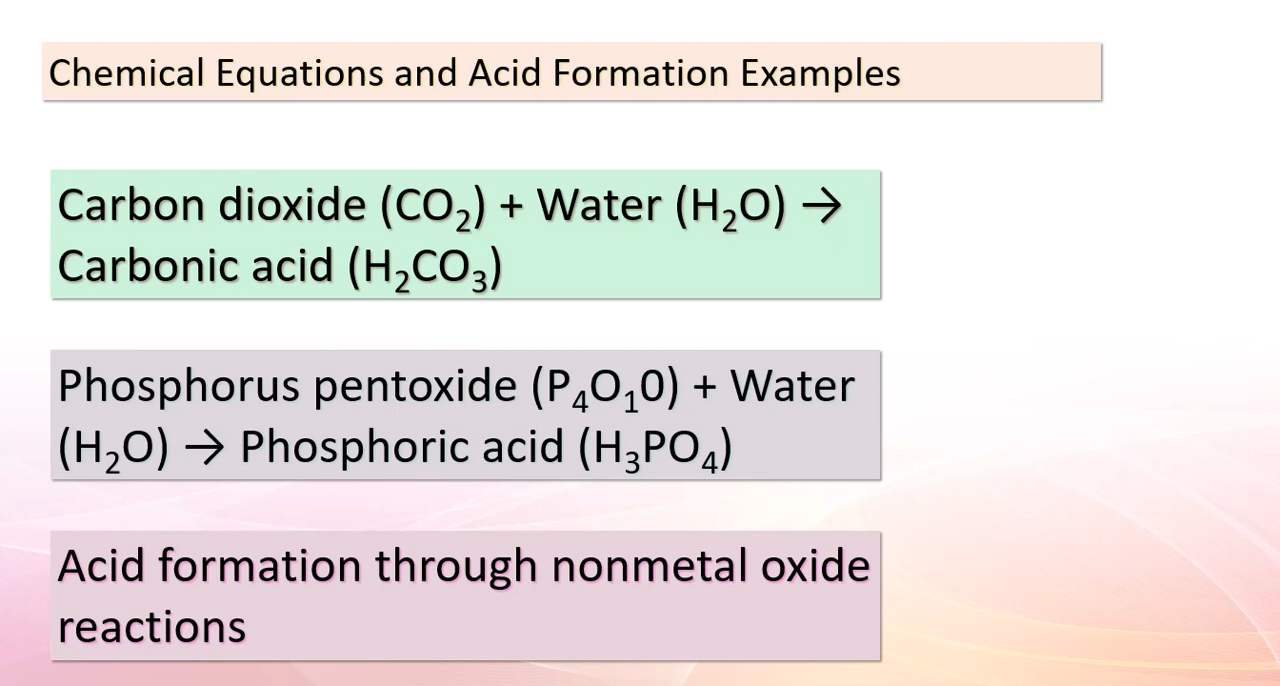 Chemical Equations and Acid Formation Examples
Carbon dioxide (CO₂) + Water (H₂O) →
Carbonic acid (H₂CO₃)
Phosphorus pentoxide (P₄O₁0) + Water
(H₂O) → Phosphoric acid (H₃PO₄)
Acid formation through nonmetal oxide
reactions